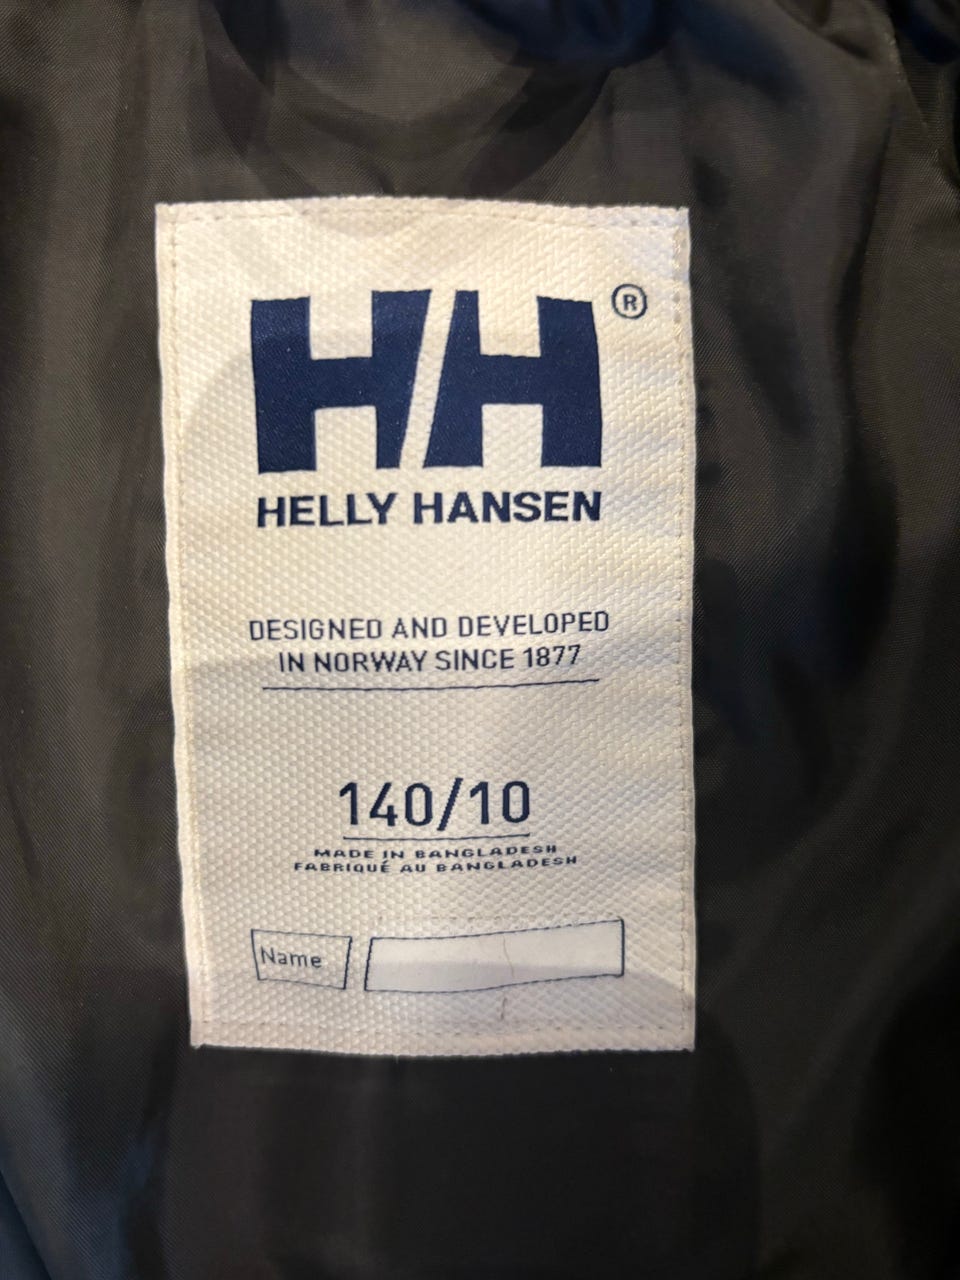 HH®
HELLY HANSEN
DESIGNED AND DEVELOPED
IN NORWAY SINCE 1877
140/10
MADE IN BANGLADESH
FABRIQUÉ AU BANGLADESH
Name